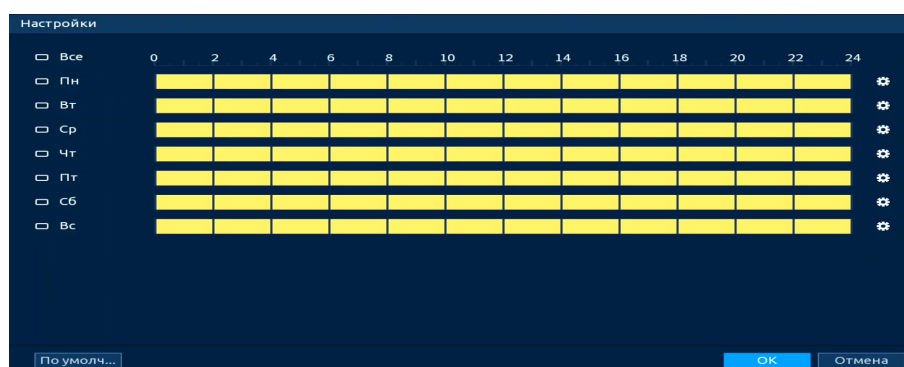 Настройки
Все 0 2 4 6 8 10 12 14 16 18 20 22 24
Пн
Вт
Ср
Чт
Пт
Сб
Вс
По умолч... OK Отмена